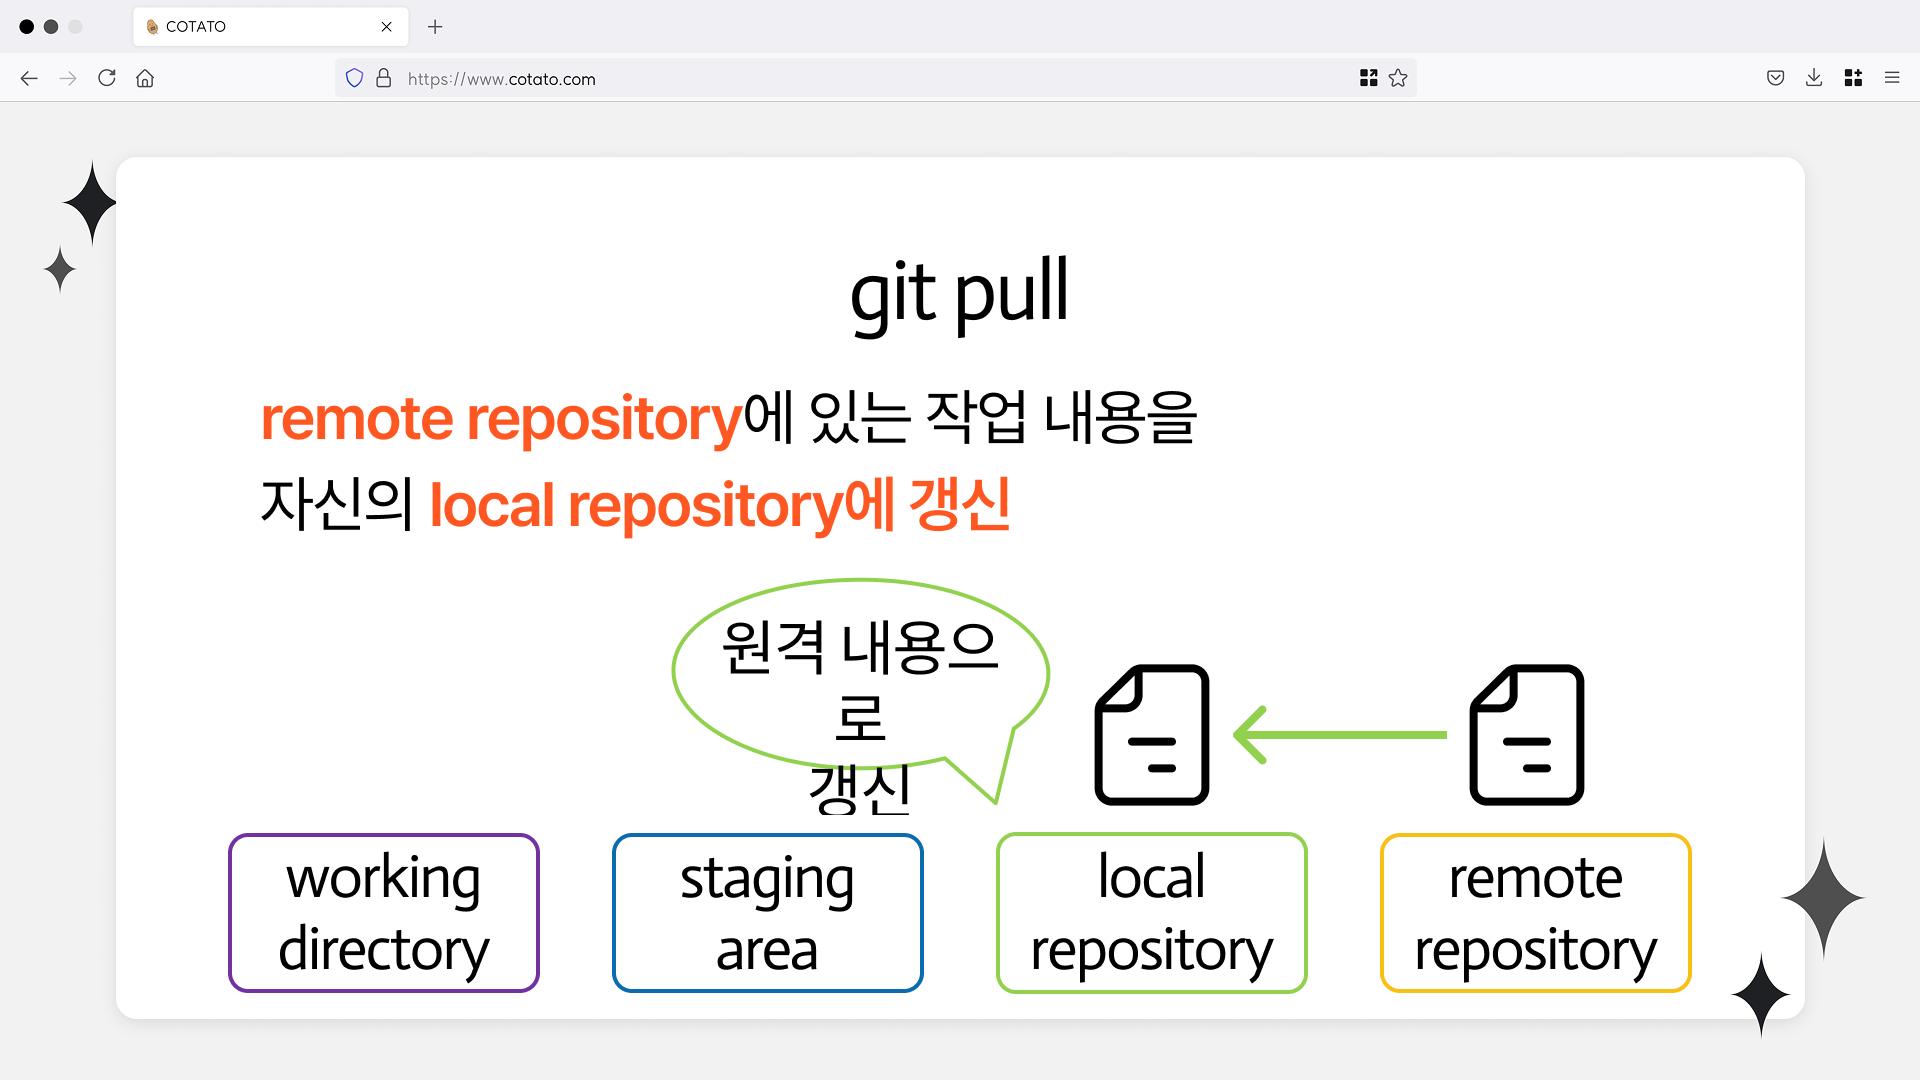 COTATO
https://www.cotato.com
git pull
remote repository에 있는 작업 내용을
자신의 local repository에 갱신
원격 내용으
로
갱신
working
directory
staging
area
local
repository
remote
repository